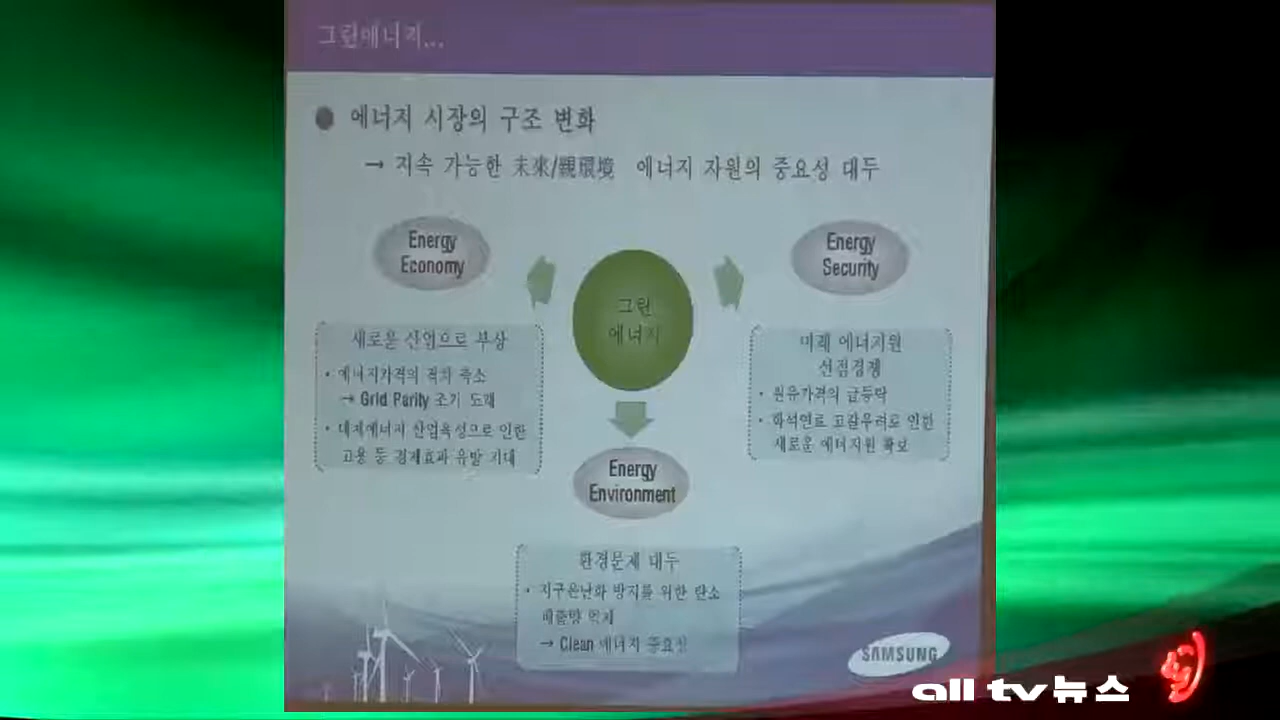 그린에너지...
에너지 시장의 구조 변화
→ 지속 가능한 未來/親環境 에너지 자원의 중요성 대두
Energy
Economy
Energy
Security
그린
에너지
새로운 산업으로 부상
• 에너지가격의 격차 축소
→ Grid Parity 조기 도래
• 대체에너지 산업육성으로 인한
고용 등 경제효과 유발 기대
미래 에너지원
선점경쟁
• 원유가격의 급등락
• 화석연료 고갈우려로 인한
새로운 에너지원 확보
Energy
Environment
환경문제 대두
• 지구온난화 방지를 위한 탄소
배출량 억제
→ Clean 에너지 중요성
SAMSUNG
all tv뉴스